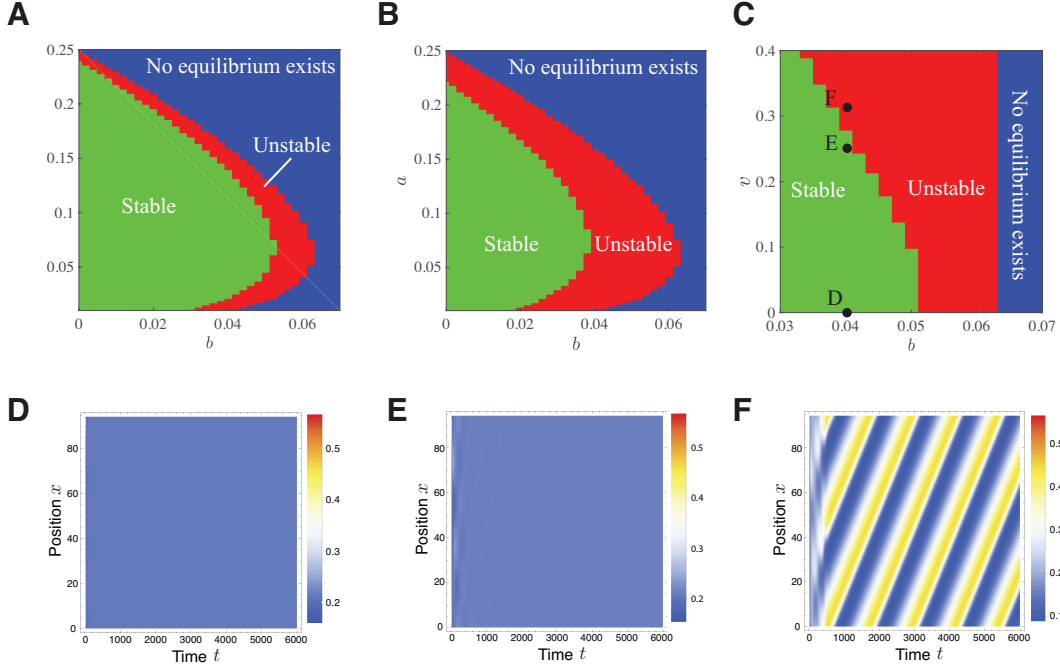 A
B
C
0.25
0.2
0.15
0.1
0.05
0
0.02
0.04
0.06
b
No equilibrium exists
Unstable
Stable
a
0.25
0.2
0.15
0.1
0.05
0
0.02
0.04
0.06
b
No equilibrium exists
Stable
Unstable
v
0.4
0.3
0.2
0.1
0
0.03
0.04
0.05
0.06
0.07
b
F
E
D
Stable
Unstable
No equilibrium exists
D
E
F
Position x
80
60
40
20
0
0 1000 2000 3000 4000 5000 6000
Time t
0.5
0.4
0.3
0.2
Position x
80
60
40
20
0
0 1000 2000 3000 4000 5000 6000
Time t
0.5
0.4
0.3
0.2
Position x
80
60
40
20
0
0 1000 2000 3000 4000 5000 6000
Time t
0.5
0.4
0.3
0.2